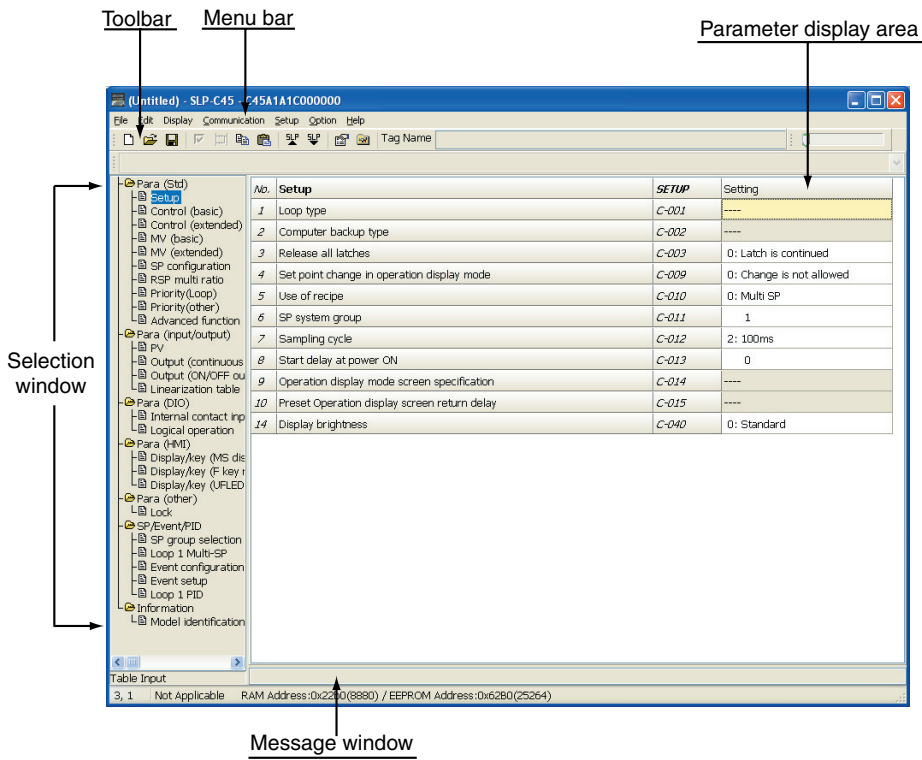 Toolbar Menu bar
Parameter display area
(Untitled) - SLP-C45 - C45A1A1C000000
File Edit Display Communication Setup Option Help
SLP SLP Tag Name
Selection window
Para (Std)
Setup
Control (basic)
Control (extended)
MV (basic)
MV (extended)
SP configuration
RSP multi ratio
Priority(Loop)
Priority(other)
Advanced function
Para (input/output)
PV
Output (continuous
Output (ON/OFF ou
Linearization table
Para (DIO)
Internal contact inp
Logical operation
Para (HMI)
Display/key (MS dis
Display/key (F key r
Display/key (UFLED
Para (other)
Lock
SP/Event/PID
SP group selection
Loop 1 Multi-SP
Event configuration
Event setup
Loop 1 PID
Information
Model identification
No. Setup SETUP Setting
1 Loop type C-001 ----
2 Computer backup type C-002 ----
3 Release all latches C-003 0: Latch is continued
4 Set point change in operation display mode C-009 0: Change is not allowed
5 Use of recipe C-010 0: Multi SP
6 SP system group C-011 1
7 Sampling cycle C-012 2: 100ms
8 Start delay at power ON C-013 0
9 Operation display mode screen specification C-014 ----
10 Preset Operation display screen return delay C-015 ----
14 Display brightness C-040 0: Standard
Table Input
3, 1 Not Applicable RAM Address:0x22B0(8880) / EEPROM Address:0x62B0(25264)
Message window